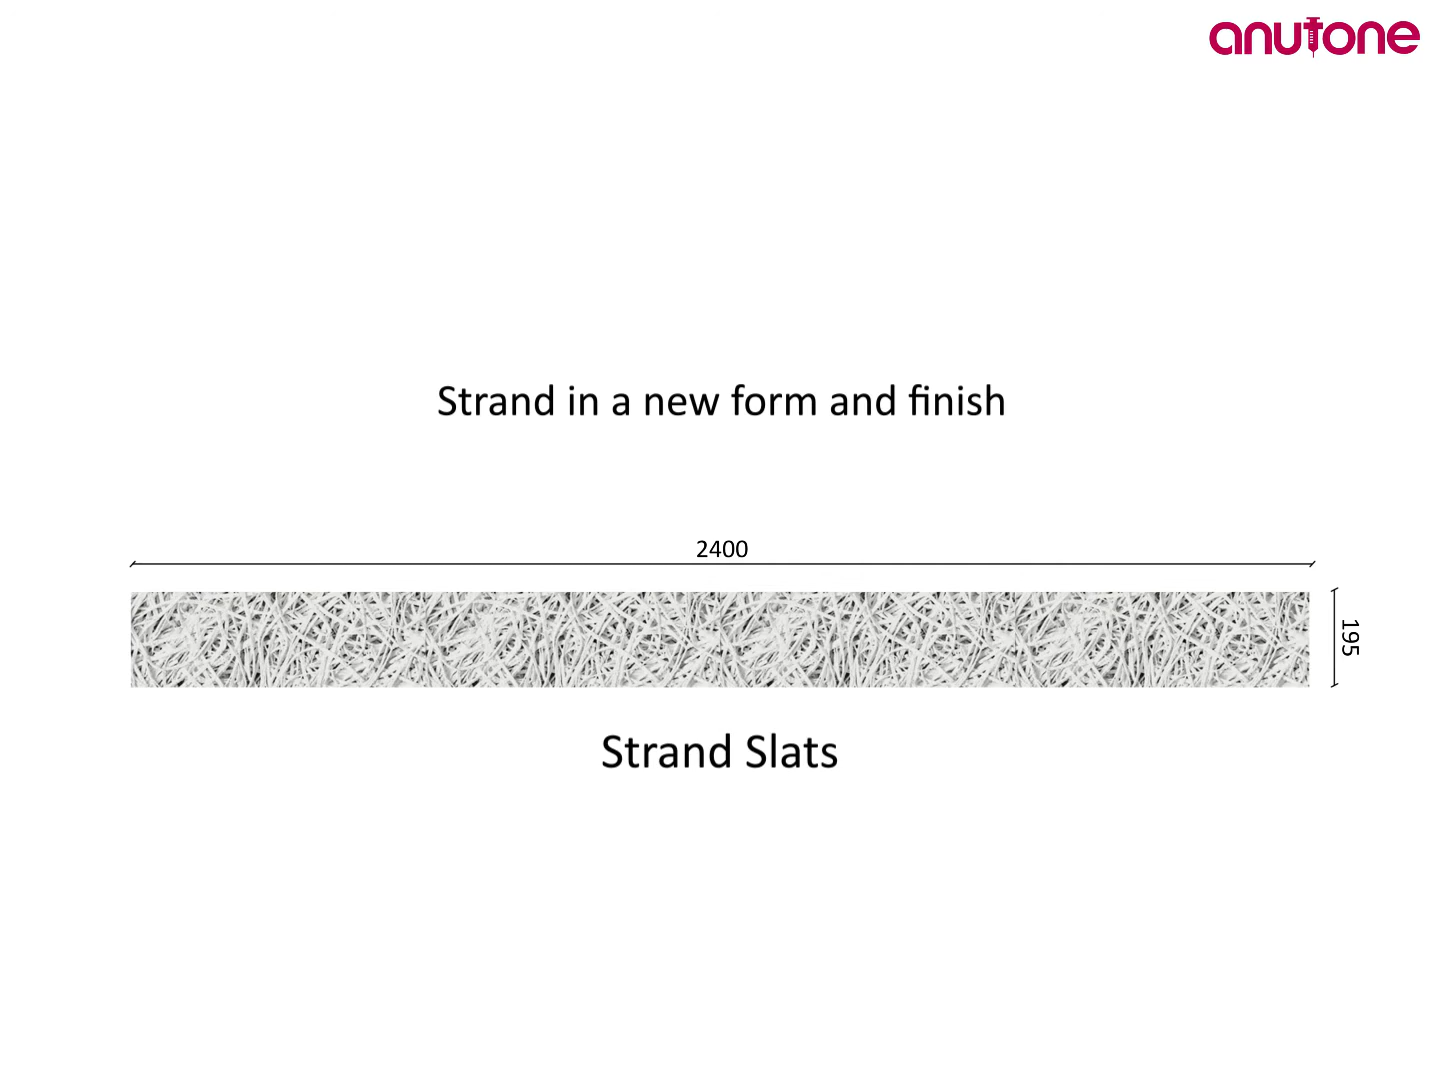 anutone
Strand in a new form and finish
2400
195
Strand Slats